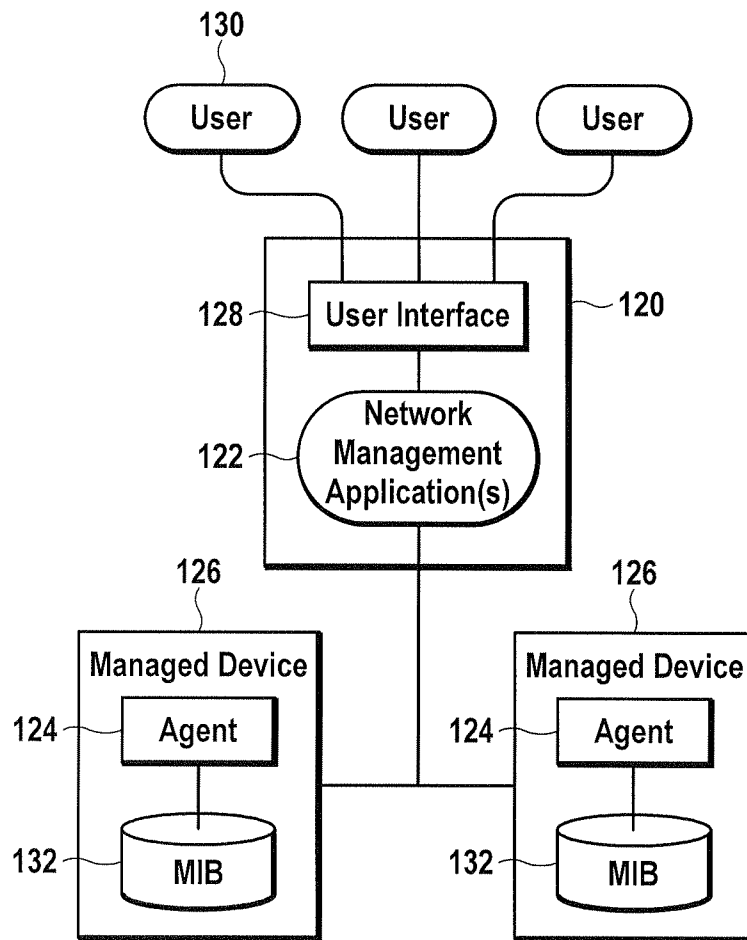 130
User
User
User
128
User Interface
120
122
Network
Management
Application(s)
126
126
Managed Device
Managed Device
124
Agent
124
Agent
132
MIB
132
MIB